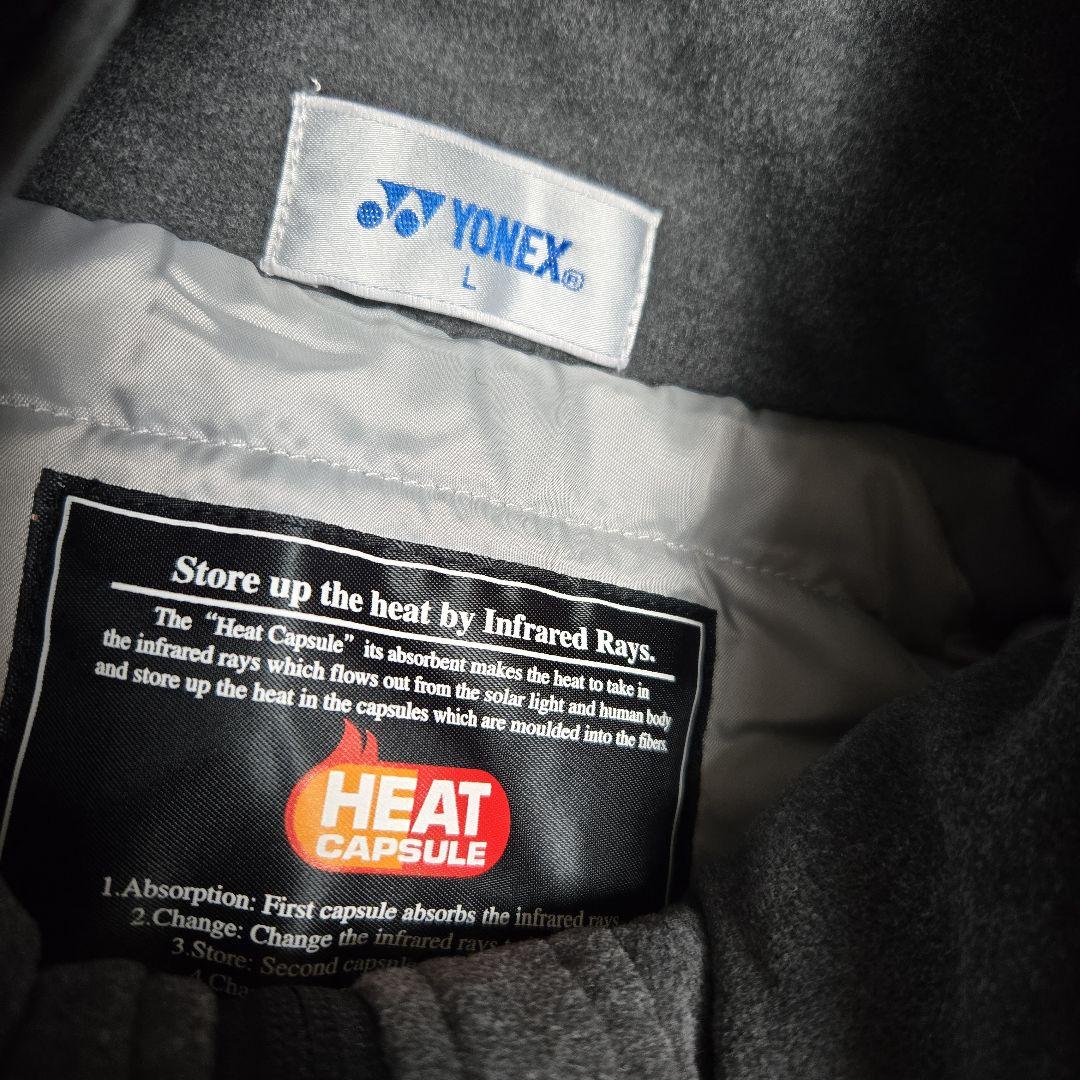 YONEX®
L
Store up the heat by Infrared Rays.
The “Heat Capsule” its absorbent makes the heat to take in
the infrared rays which flows out from the solar light and human body
and store up the heat in the capsules which are moulded into the fibers.
HEAT
CAPSULE
1.Absorption: First capsule absorbs the infrared rays
2.Change: Change the infrared rays
3.Store: Second capsule